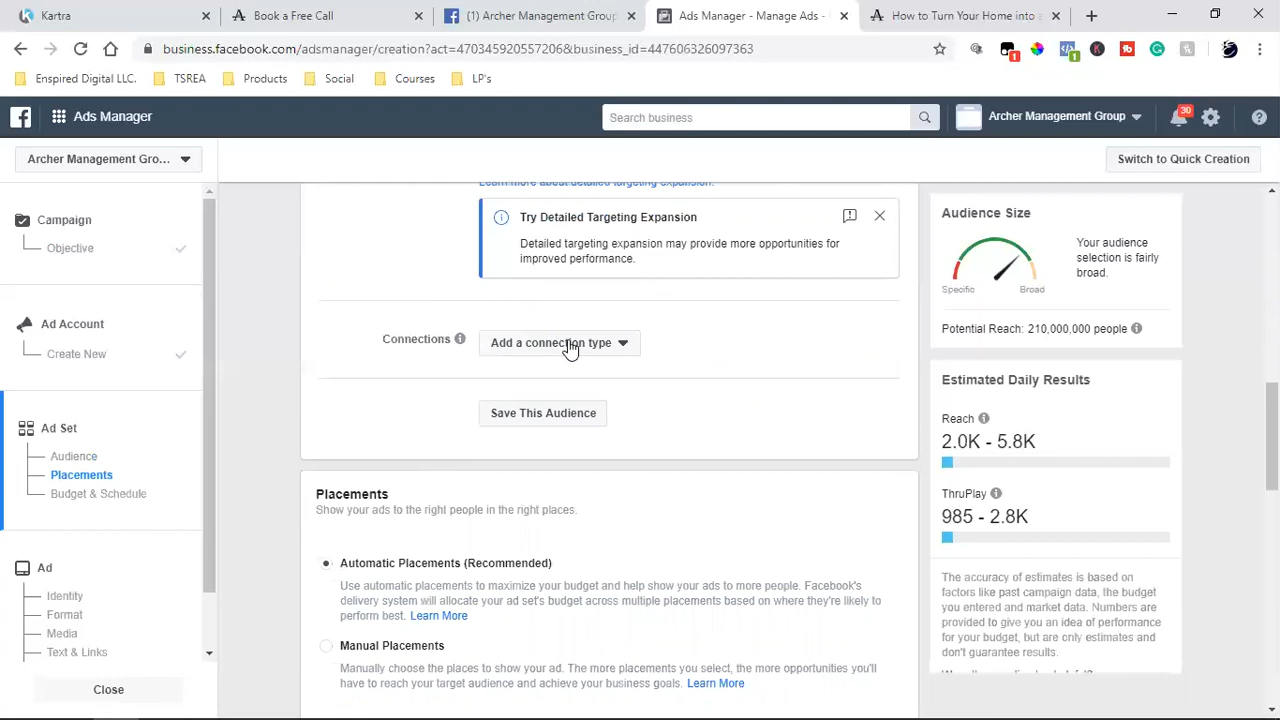 Kartra
Book a Free Call
(1) Archer Management Group
Ads Manager - Manage Ads -
How to Turn Your Home into a
business.facebook.com/adsmanager/creation?act=470345920557206&business_id=447606326097363
Enspired Digital LLC.
TSREA
Products
Social
Courses
LP's
Ads Manager
Search business
Archer Management Group
30
Archer Management Gro...
Switch to Quick Creation
Campaign
Objective
Ad Account
Create New
Ad Set
Audience
Placements
Budget & Schedule
Ad
Identity
Format
Media
Text & Links
Close
Learn more about detailed targeting expansion.
Try Detailed Targeting Expansion
Detailed targeting expansion may provide more opportunities for
improved performance.
Connections
Add a connection type
Save This Audience
Placements
Show your ads to the right people in the right places.
Automatic Placements (Recommended)
Use automatic placements to maximize your budget and help show your ads to more people. Facebook's
delivery system will allocate your ad set's budget across multiple placements based on where they're likely to
perform best. Learn More
Manual Placements
Manually choose the places to show your ad. The more placements you select, the more opportunities you'll
have to reach your target audience and achieve your business goals. Learn More
Audience Size
Your audience
selection is fairly
broad.
Specific
Broad
Potential Reach: 210,000,000 people
Estimated Daily Results
Reach
2.0K - 5.8K
ThruPlay
985 - 2.8K
The accuracy of estimates is based on
factors like past campaign data, the budget
you entered and market data. Numbers are
provided to give you an idea of performance
for your budget, but are only estimates and
don't guarantee results.